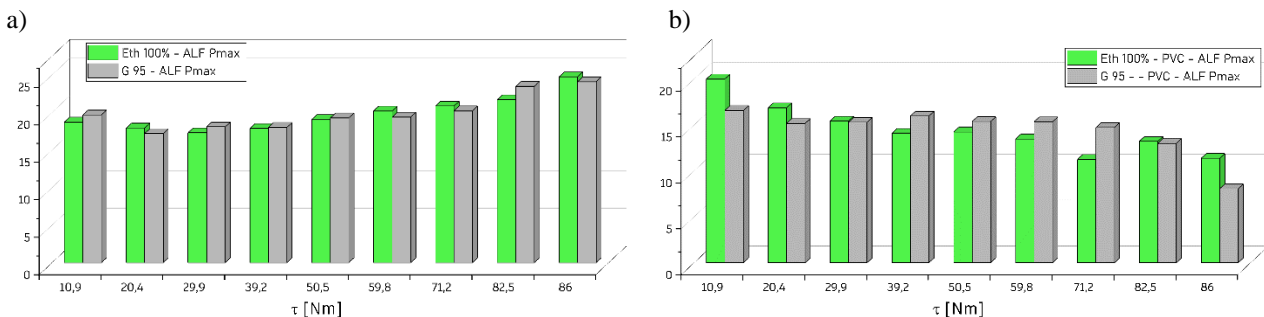 a)
Eth 100% - ALF Pmax
G 95 - ALF Pmax
25
20
15
10
5
0
10,9 20,4 29,9 39,2 50,5 59,8 71,2 82,5 86
τ [Nm]
b)
Eth 100% - PVC - ALF Pmax
G 95 - - PVC - ALF Pmax
20
15
10
5
0
10,9 20,4 29,9 39,2 50,5 59,8 71,2 82,5 86
τ [Nm]